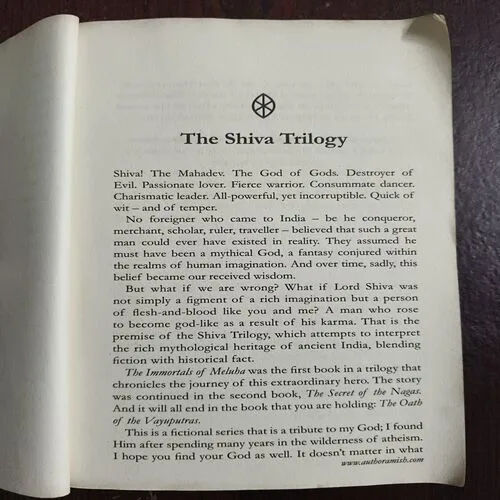 The Shiva Trilogy
Shiva! The Mahadev. The God of Gods. Destroyer of
Evil. Passionate lover. Fierce warrior. Consummate dancer.
Charismatic leader. All-powerful, yet incorruptible. Quick of
wit – and of temper.
No foreigner who came to India – be he conqueror,
merchant, scholar, ruler, traveller – believed that such a great
man could ever have existed in reality. They assumed he
must have been a mythical God, a fantasy conjured within
the realms of human imagination. And over time, sadly, this
belief became our received wisdom.
But what if we are wrong? What if Lord Shiva was
not simply a figment of a rich imagination but a person
of flesh-and-blood like you and me? A man who rose
to become god-like as a result of his karma. That is the
premise of the Shiva Trilogy, which attempts to interpret
the rich mythological heritage of ancient India, blending
fiction with historical fact.
The Immortals of Meluha was the first book in a trilogy that
chronicles the journey of this extraordinary hero. The story
was continued in the second book, The Secret of the Nagas.
And it will all end in the book that you are holding: The Oath
of the Vayuputras.
This is a fictional series that is a tribute to my God; I found
Him after spending many years in the wilderness of atheism.
I hope you find your God as well. It doesn't matter in what
www.authoramish.com